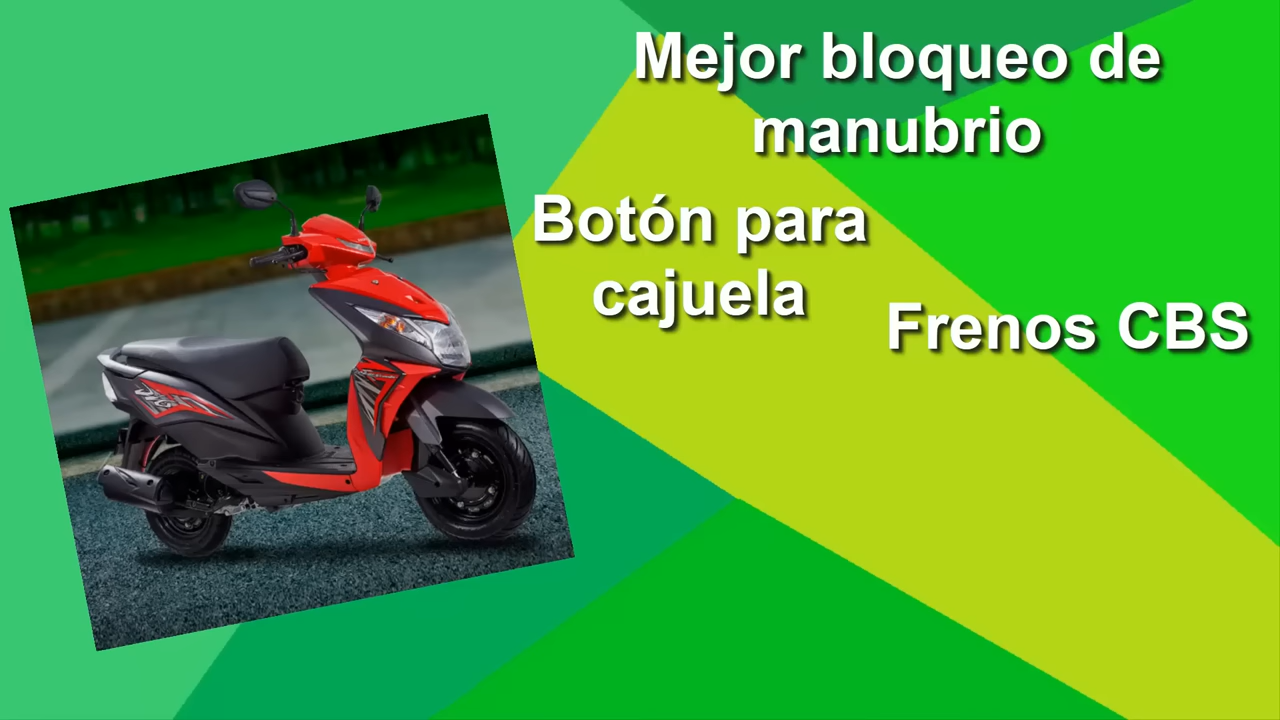 Mejor bloqueo de
manubrio
Botón para
cajuela
Frenos CBS